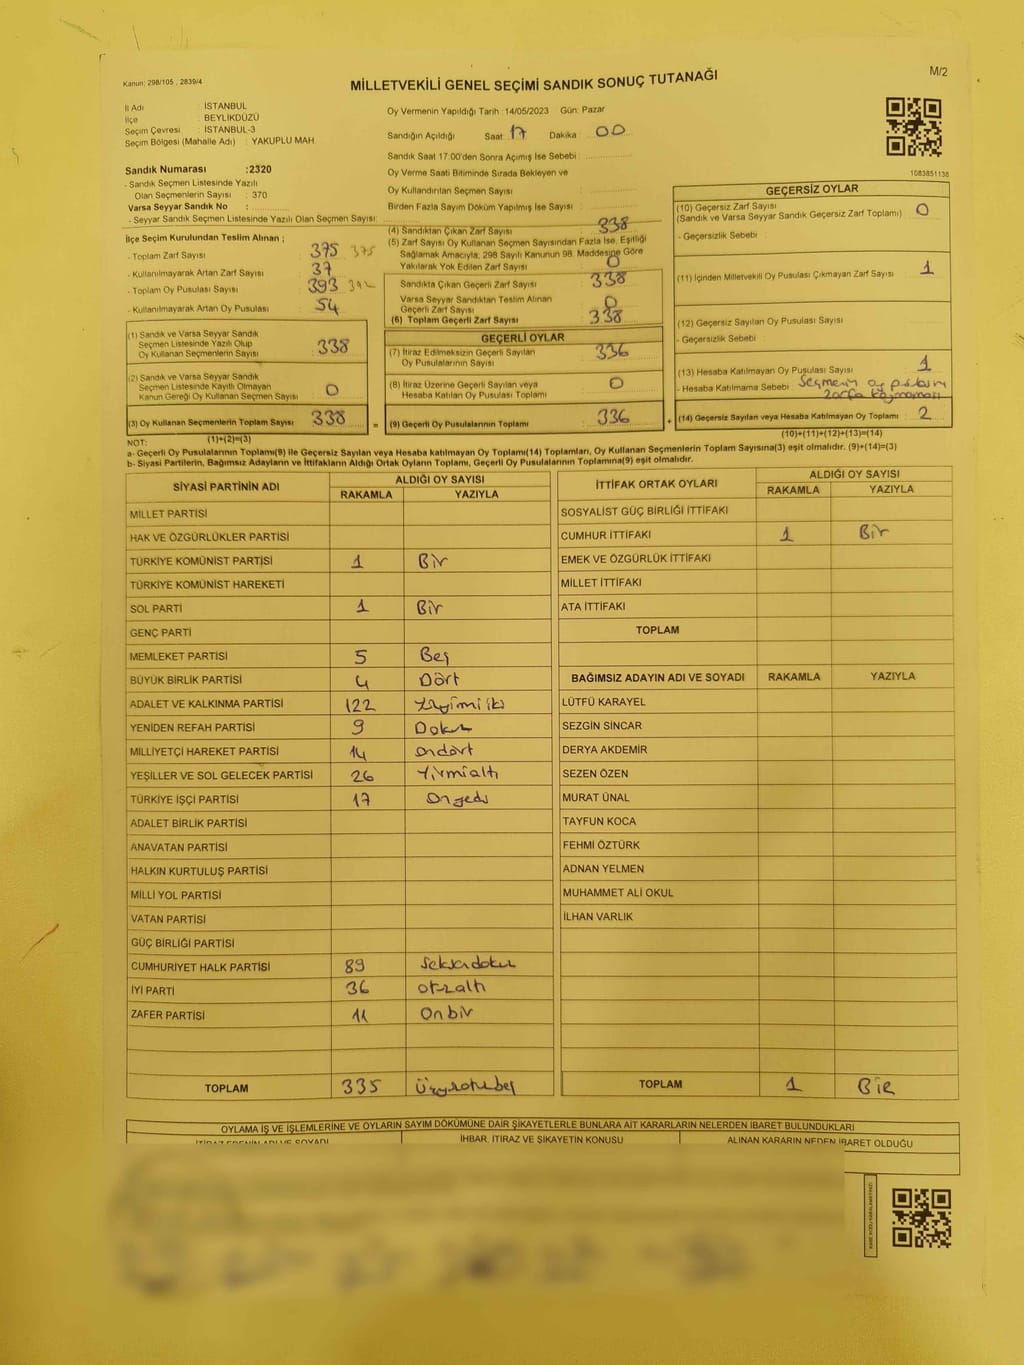 Kanun: 298/105 , 2839/4
MİLLETVEKİLİ GENEL SEÇİMİ SANDIK SONUÇ TUTANAĞI
M/2
İl Adı : İSTANBUL
İlçe : BEYLİKDÜZÜ
Seçim Çevresi : İSTANBUL-3
Seçim Bölgesi (Mahalle Adı) : YAKUPLU MAH.
Sandık Numarası :2320
- Sandık Seçmen Listesinde Yazılı
Olan Seçmenlerin Sayısı : 370
Varsa Seyyar Sandık No :
- Seyyar Sandık Seçmen Listesinde Yazılı Olan Seçmen Sayısı:
Oy Vermenin Yapıldığı Tarih :14/05/2023 Gün: Pazar
Sandığın Açıldığı Saat: 17 Dakika : 00
Sandık Saat 17:00'den Sonra Açımış İse Sebebi :
Oy Verme Saati Bitiminde Sırada Bekleyen ve
Oy Kullandırılan Seçmen Sayısı :
Birden Fazla Sayım Döküm Yapılmış İse Sayısı :
1083851138
İlçe Seçim Kurulundan Teslim Alınan ;
- Toplam Zarf Sayısı : 375 375
- Kullanılmayarak Artan Zarf Sayısı : 37
- Toplam Oy Pusulası Sayısı : 393
- Kullanılmayarak Artan Oy Pusulası : 54
(1) Sandık ve Varsa Seyyar Sandık
Seçmen Listesinde Yazılı Olup
Oy Kullanan Seçmenlerin Sayısı : 338
(2) Sandık ve Varsa Seyyar Sandık
Seçmen Listesinde Kayıtlı Olmayan
Kanun Gereği Oy Kullanan Seçmen Sayısı : 0
(3) Oy Kullanan Seçmenlerin Toplam Sayısı : 338
(1)+(2)=(3)
(4) Sandıktan Çıkan Zarf Sayısı : 338
(5) Zarf Sayısı Oy Kullanan Seçmen Sayısından Fazla İse, Eşitliği
Sağlamak Amacıyla, 298 Sayılı Kanunun 98. Maddesine Göre
Yakılarak Yok Edilen Zarf Sayısı : 0
Sandıkta Çıkan Geçerli Zarf Sayısı : 338
Varsa Seyyar Sandıktan Teslim Alınan
Geçerli Zarf Sayısı : 0
(6) Toplam Geçerli Zarf Sayısı : 338
GEÇERLİ OYLAR
(7) İtiraz Edilmeksizin Geçerli Sayılan
Oy Pusulalarının Sayısı : 336
(8) İtiraz Üzerine Geçerli Sayılan veya
Hesaba Katılan Oy Pusulası Toplamı : 0
= (9) Geçerli Oy Pusulalarının Toplamı : 336
GEÇERSİZ OYLAR
(10) Geçersiz Zarf Sayısı : 0
(Sandık ve Varsa Seyyar Sandık Geçersiz Zarf Toplamı)
- Geçersizlik Sebebi :
(11) İçinden Milletvekili Oy Pusulası Çıkmayan Zarf Sayısı : 1
(12) Geçersiz Sayılan Oy Pusulası Sayısı :
- Geçersizlik Sebebi :
(13) Hesaba Katılmayan Oy Pusulası Sayısı : 1
- Hesaba Katılmama Sebebi : Seçmenin oy pusulasını
zarfa koymaması
+ (14) Geçersiz Sayılan veya Hesaba Katılmayan Oy Toplamı : 2
(10)+(11)+(12)+(13)=(14)
NOT:
a- Geçerli Oy Pusulalarının Toplamı(9) ile Geçersiz Sayılan veya Hesaba katılmayan Oy Toplamı(14) Toplamları, Oy Kullanan Seçmenlerin Toplam Sayısına(3) eşit olmalıdır. (9)+(14)=(3)
b- Siyasi Partilerin, Bağımsız Adayların ve İttifakların Aldığı Ortak Oyların Toplamı, Geçerli Oy Pusulalarının Toplamına(9) eşit olmalıdır.
SİYASİ PARTİNİN ADI ALDIĞI OY SAYISI
RAKAMLA YAZIYLA
MİLLET PARTİSİ
HAK VE ÖZGÜRLÜKLER PARTİSİ
TÜRKİYE KOMÜNİST PARTİSİ 1 Bir
TÜRKİYE KOMÜNİST HAREKETİ
SOL PARTİ 1 Bir
GENÇ PARTİ
MEMLEKET PARTİSİ 5 Beş
BÜYÜK BİRLİK PARTİSİ 4 Dört
ADALET VE KALKINMA PARTİSİ 122
YENİDEN REFAH PARTİSİ 9 Dokuz
MİLLİYETÇİ HAREKET PARTİSİ 14 ondört
YEŞİLLER VE SOL GELECEK PARTİSİ 26 Yirmialtı
TÜRKİYE İŞÇİ PARTİSİ 17 Onyedi
ADALET BİRLİK PARTİSİ
ANAVATAN PARTİSİ
HALKIN KURTULUŞ PARTİSİ
MİLLİ YOL PARTİSİ
VATAN PARTİSİ
GÜÇ BİRLİĞİ PARTİSİ
CUMHURİYET HALK PARTİSİ 89 Seksendokuz
İYİ PARTİ 36 otuzaltı
ZAFER PARTİSİ 11 Onbir
TOPLAM 335 Üçyüzotuzbeş
İTTİFAK ORTAK OYLARI ALDIĞI OY SAYISI
RAKAMLA YAZIYLA
SOSYALİST GÜÇ BİRLİĞİ İTTİFAKI
CUMHUR İTTİFAKI 1 Bir
EMEK VE ÖZGÜRLÜK İTTİFAKI
MİLLET İTTİFAKI
ATA İTTİFAKI
TOPLAM
BAĞIMSIZ ADAYIN ADI VE SOYADI RAKAMLA YAZIYLA
LÜTFÜ KARAYEL
SEZGİN SİNCAR
DERYA AKDEMİR
SEZEN ÖZEN
MURAT ÜNAL
TAYFUN KOCA
FEHMİ ÖZTÜRK
ADNAN YELMEN
MUHAMMET ALİ OKUL
İLHAN VARLIK
TOPLAM 1 Bir
OYLAMA İŞ VE İŞLEMLERİNE VE OYLARIN SAYIM DÖKÜMÜNE DAİR ŞİKAYETLERLE BUNLARA AİT KARARLARIN NELERDEN İBARET BULUNDUKLARI
İTİRAZ EDENİN ADI VE SOYADI İHBAR, İTİRAZ VE ŞİKAYETİN KONUSU ALINAN KARARIN NEDEN İBARET OLDUĞU